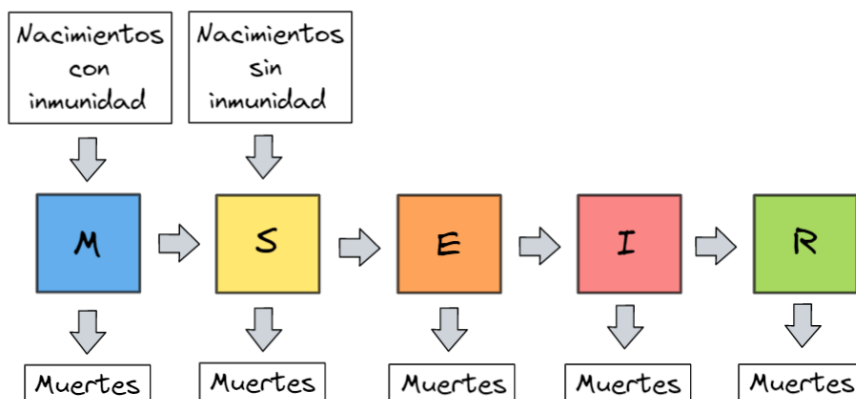 Nacimientos
con
inmunidad
Nacimientos
sin
inmunidad
M
S
E
I
R
Muertes
Muertes
Muertes
Muertes
Muertes